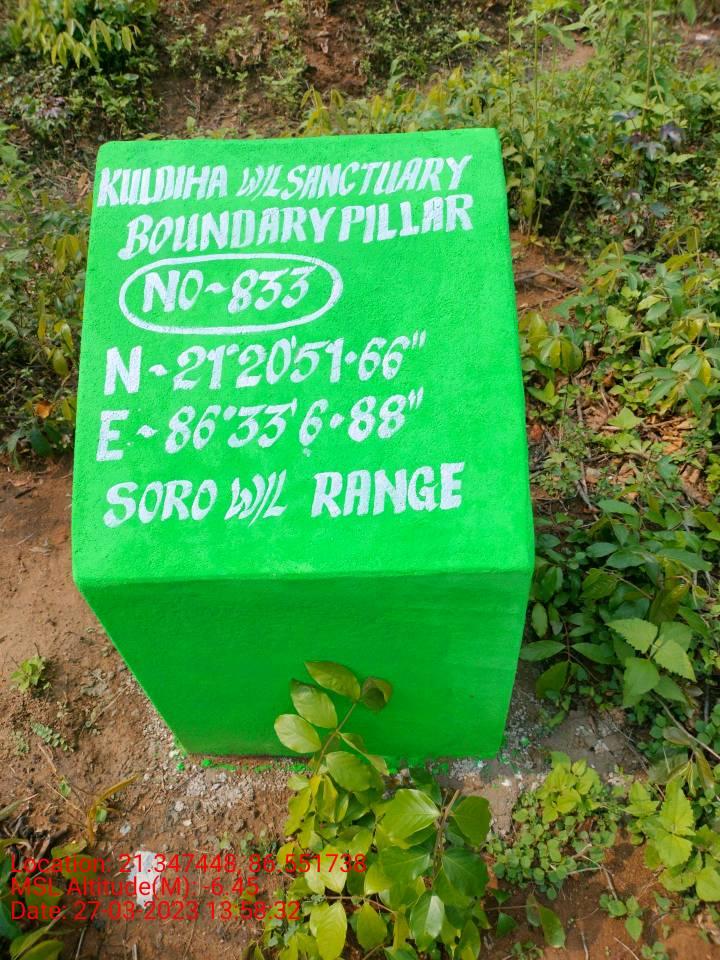 KULDIHA W/L SANCTUARY
BOUNDARY PILLAR
NO~833
N~21°20'51.66"
E~86°33'6.88"
SORO W/L RANGE
Location: 21.347448, 86.551738
MSL Altitude(M): -6.45
Date: 27-03-2023 13:58:32